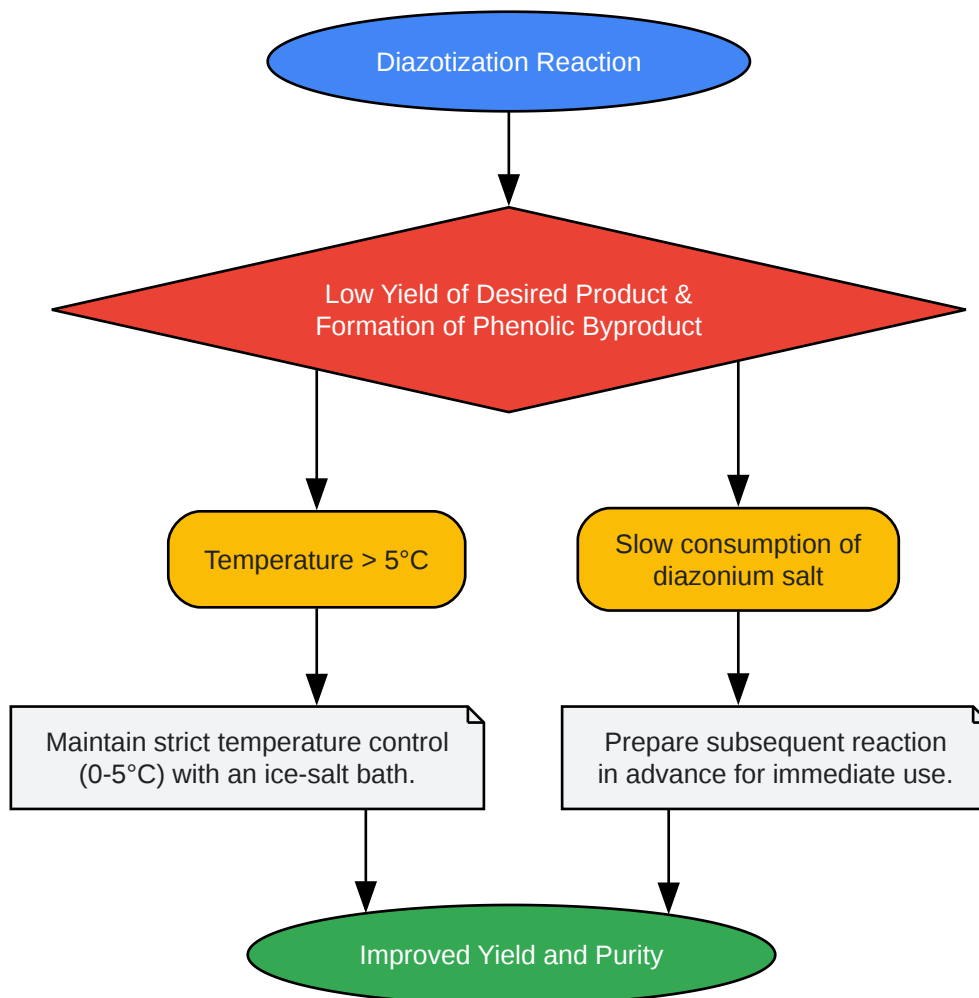 Diazotization Reaction
Low Yield of Desired Product &
Formation of Phenolic Byproduct
Temperature > 5°C
Slow consumption of
diazonium salt
Maintain strict temperature control
(0-5°C) with an ice-salt bath.
Prepare subsequent reaction
in advance for immediate use.
Improved Yield and Purity